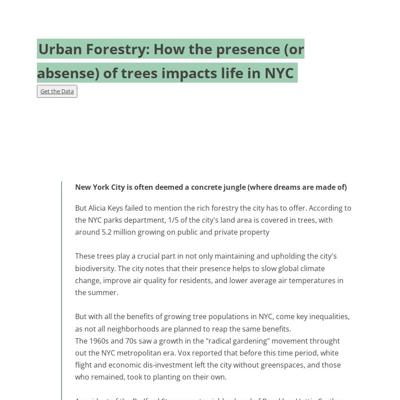 Urban Forestry: How the presence (or
absense) of trees impacts life in NYC
Get the Data
New York City is often deemed a concrete jungle (where dreams are made of)
But Alicia Keys failed to mention the rich forestry the city has to offer. According to
the NYC parks department, 1/5 of the city's land area is covered in trees, with
around 5.2 million growing on public and private property
These trees play a crucial part in not only maintaining and upholding the city's
biodiversity. The city notes that their presence helps to slow global climate
change, improve air quality for residents, and lower average air temperatures in
the summer.
But with all the benefits of growing tree populations in NYC, come key inequalities,
as not all neighborhoods are planned to reap the same benefits.
The 1960s and 70s saw a growth in the "radical gardening" movement throught
out the NYC metropolitan era. Vox reported that before this time period, white
flight and economic dis-investment left the city without greenspaces, and those
who remained, took to planting on their own.